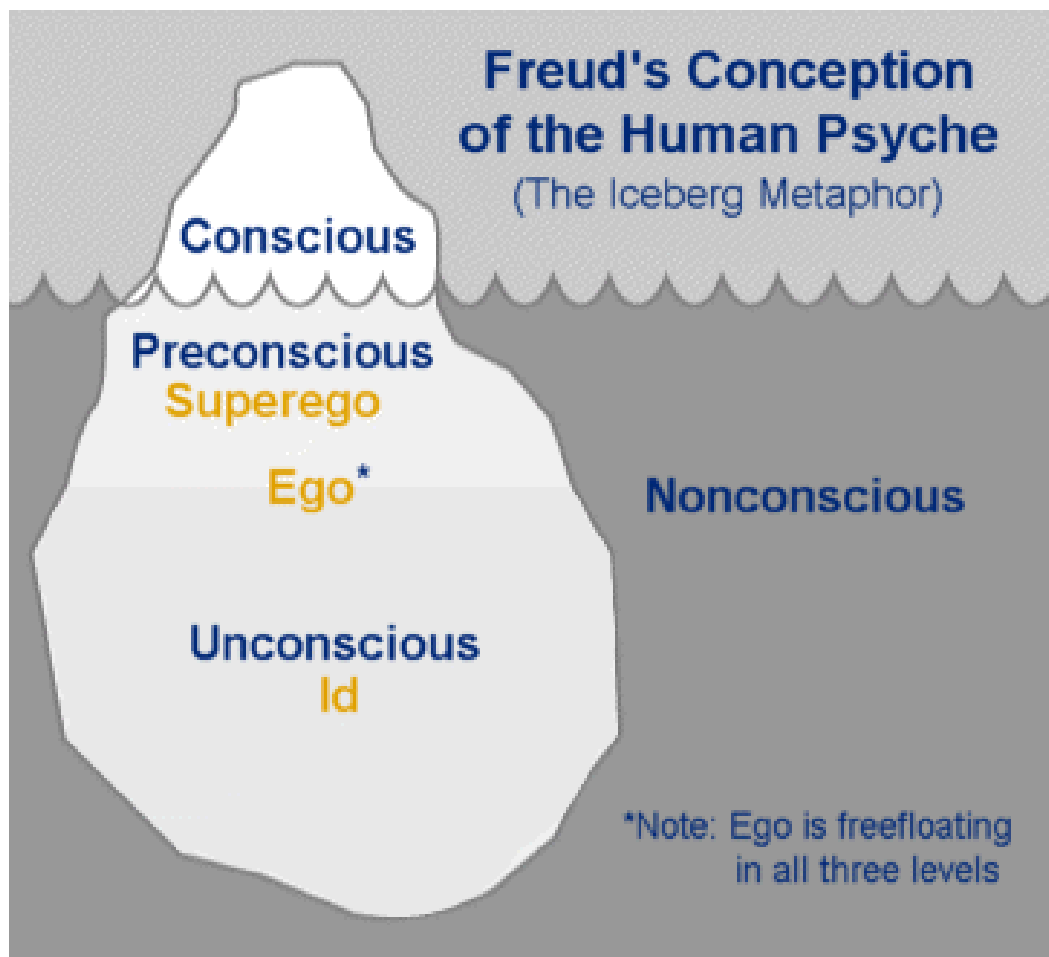 Freud's Conception
of the Human Psyche
(The Iceberg Metaphor)
Conscious
Preconscious
Superego
Ego*
Nonconscious
Unconscious
Id
*Note: Ego is freefloating
in all three levels